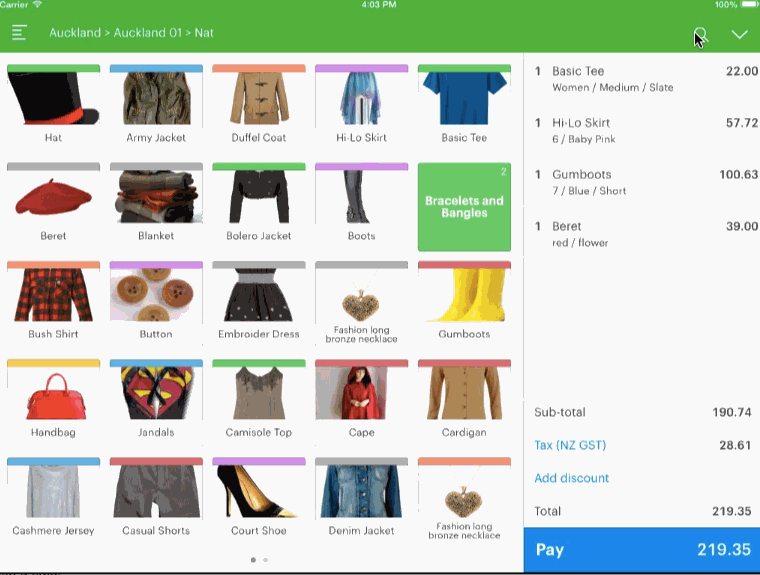 Carrier
4:03 PM
100%
Auckland > Auckland 01 > Nat
Hat
Army Jacket
Duffel Coat
Hi-Lo Skirt
Basic Tee
Beret
Blanket
Bolero Jacket
Boots
2
Bracelets and
Bangles
Bush Shirt
Button
Embroider Dress
Fashion long
bronze necklace
Gumboots
Handbag
Jandals
Camisole Top
Cape
Cardigan
Cashmere Jersey
Casual Shorts
Court Shoe
Denim Jacket
Fashion long
bronze necklace
1 Basic Tee 22.00
Women / Medium / Slate
1 Hi-Lo Skirt 57.72
6 / Baby Pink
1 Gumboots 100.63
7 / Blue / Short
1 Beret 39.00
red / flower
Sub-total 190.74
Tax (NZ GST) 28.61
Add discount
Total 219.35
Pay 219.35